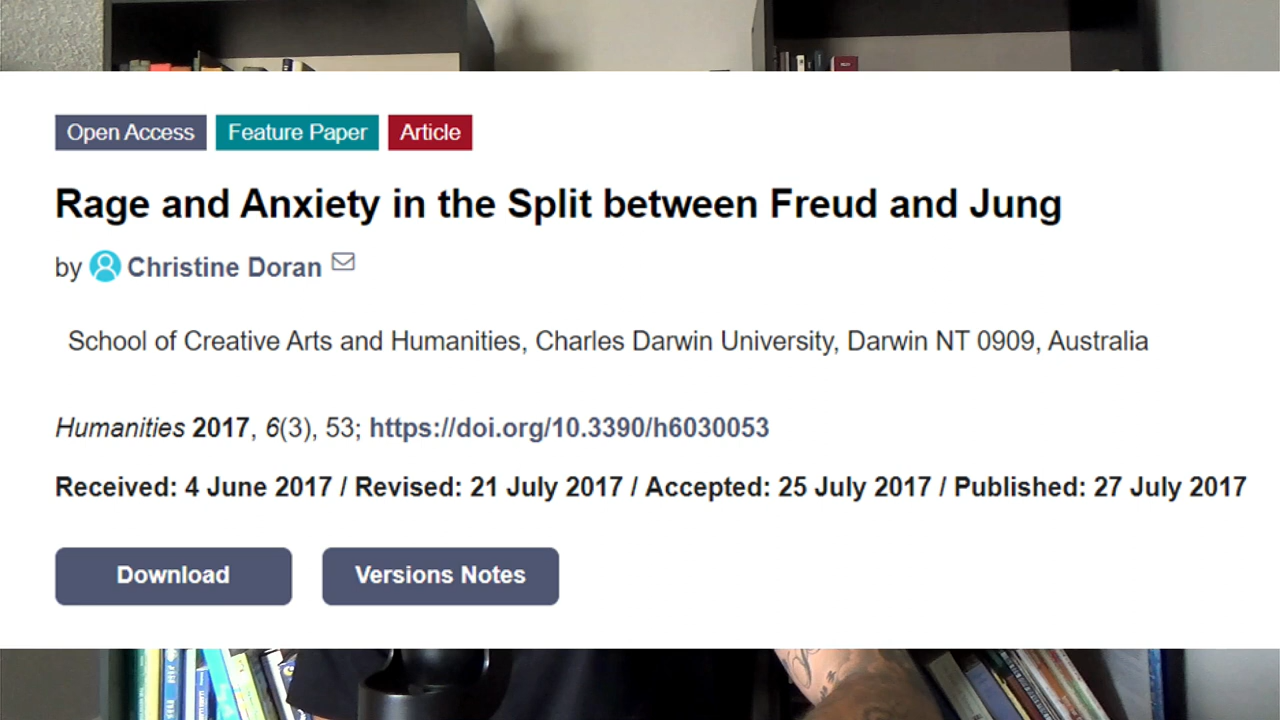 Open Access Feature Paper Article
Rage and Anxiety in the Split between Freud and Jung
by Christine Doran
School of Creative Arts and Humanities, Charles Darwin University, Darwin NT 0909, Australia
Humanities 2017, 6(3), 53; https://doi.org/10.3390/h6030053
Received: 4 June 2017 / Revised: 21 July 2017 / Accepted: 25 July 2017 / Published: 27 July 2017
Download Versions Notes